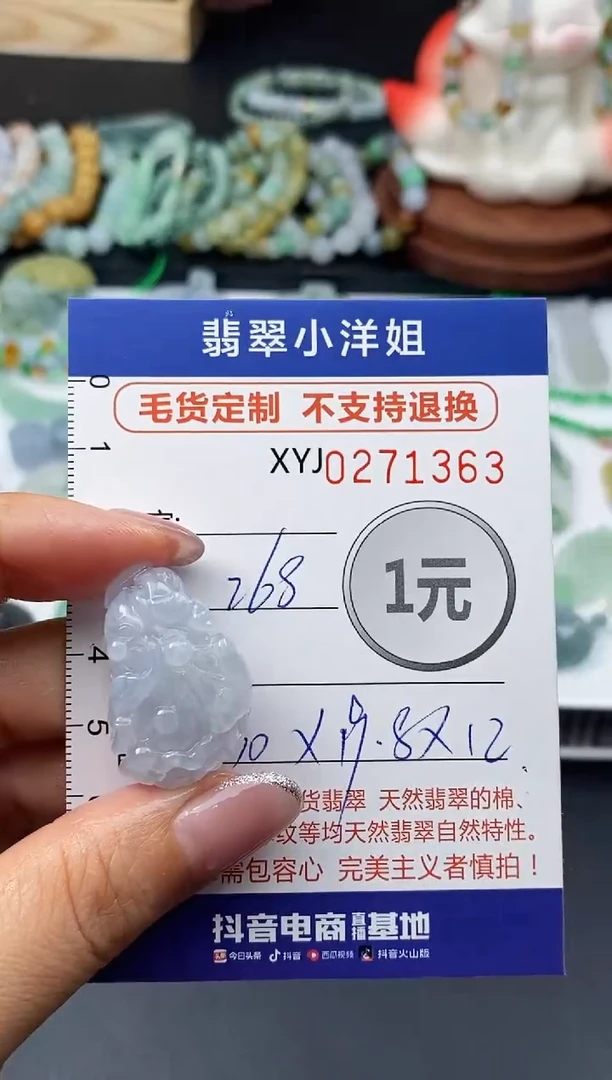 翡翠小洋姐
0
毛货定制 不支持退换
1
XYJ0271363
268
1元
4
5
0×19.8×12
货翡翠 天然翡翠的棉、
纹等均天然翡翠自然特性。
需包容心 完美主义者慎拍！
抖音电商直播基地
今日头条 抖音 西瓜视频 抖音火山版